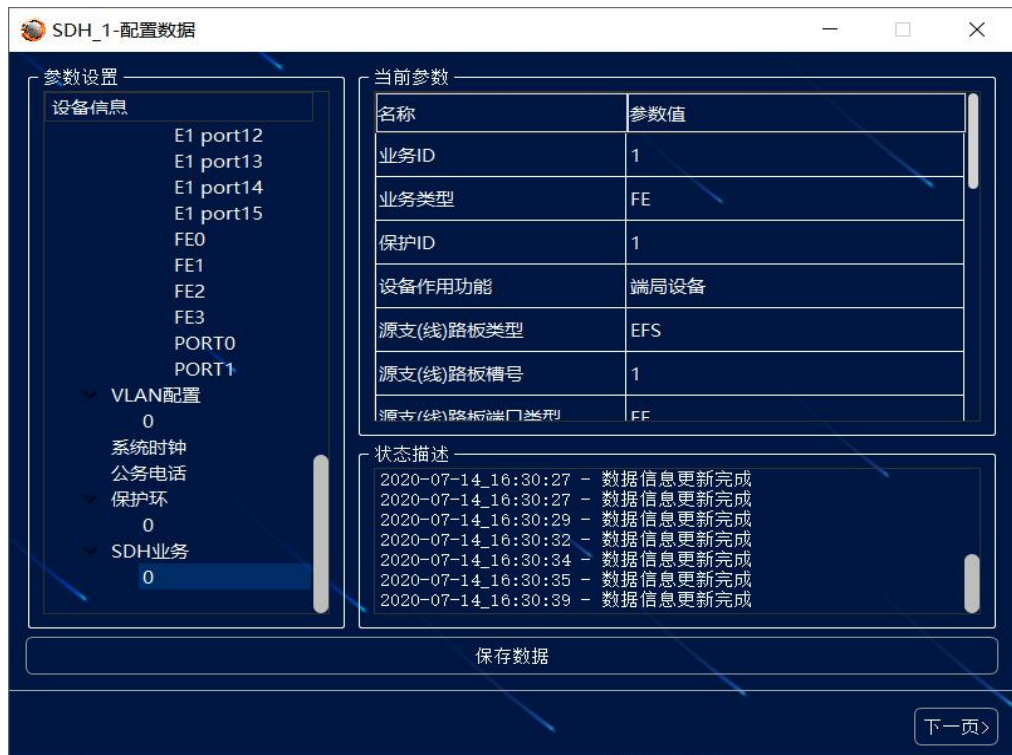 SDH_1-配置数据
参数设置
设备信息
E1 port12
E1 port13
E1 port14
E1 port15
FE0
FE1
FE2
FE3
PORT0
PORT1
VLAN配置
0
系统时钟
公务电话
保护环
0
SDH业务
0
当前参数
名称 参数值
业务ID 1
业务类型 FE
保护ID 1
设备作用功能 端局设备
源支(线)路板类型 EFS
源支(线)路板槽号 1
源支(线)路板端口类型 FE
状态描述
2020-07-14_16:30:27 - 数据信息更新完成
2020-07-14_16:30:27 - 数据信息更新完成
2020-07-14_16:30:29 - 数据信息更新完成
2020-07-14_16:30:32 - 数据信息更新完成
2020-07-14_16:30:34 - 数据信息更新完成
2020-07-14_16:30:35 - 数据信息更新完成
2020-07-14_16:30:39 - 数据信息更新完成
保存数据
下一页>